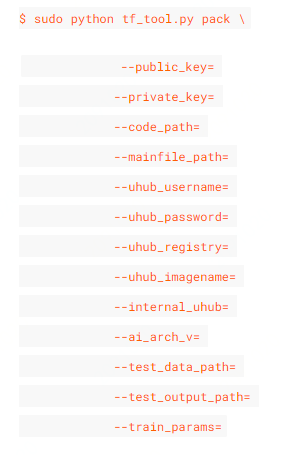 $ sudo python tf_tool.py pack \
--public_key=
--private_key=
--code_path=
--mainfile_path=
--uhub_username=
--uhub_password=
--uhub_registry=
--uhub_imagename=
--internal_uhub=
--ai_arch_v=
--test_data_path=
--test_output_path=
--train_params=